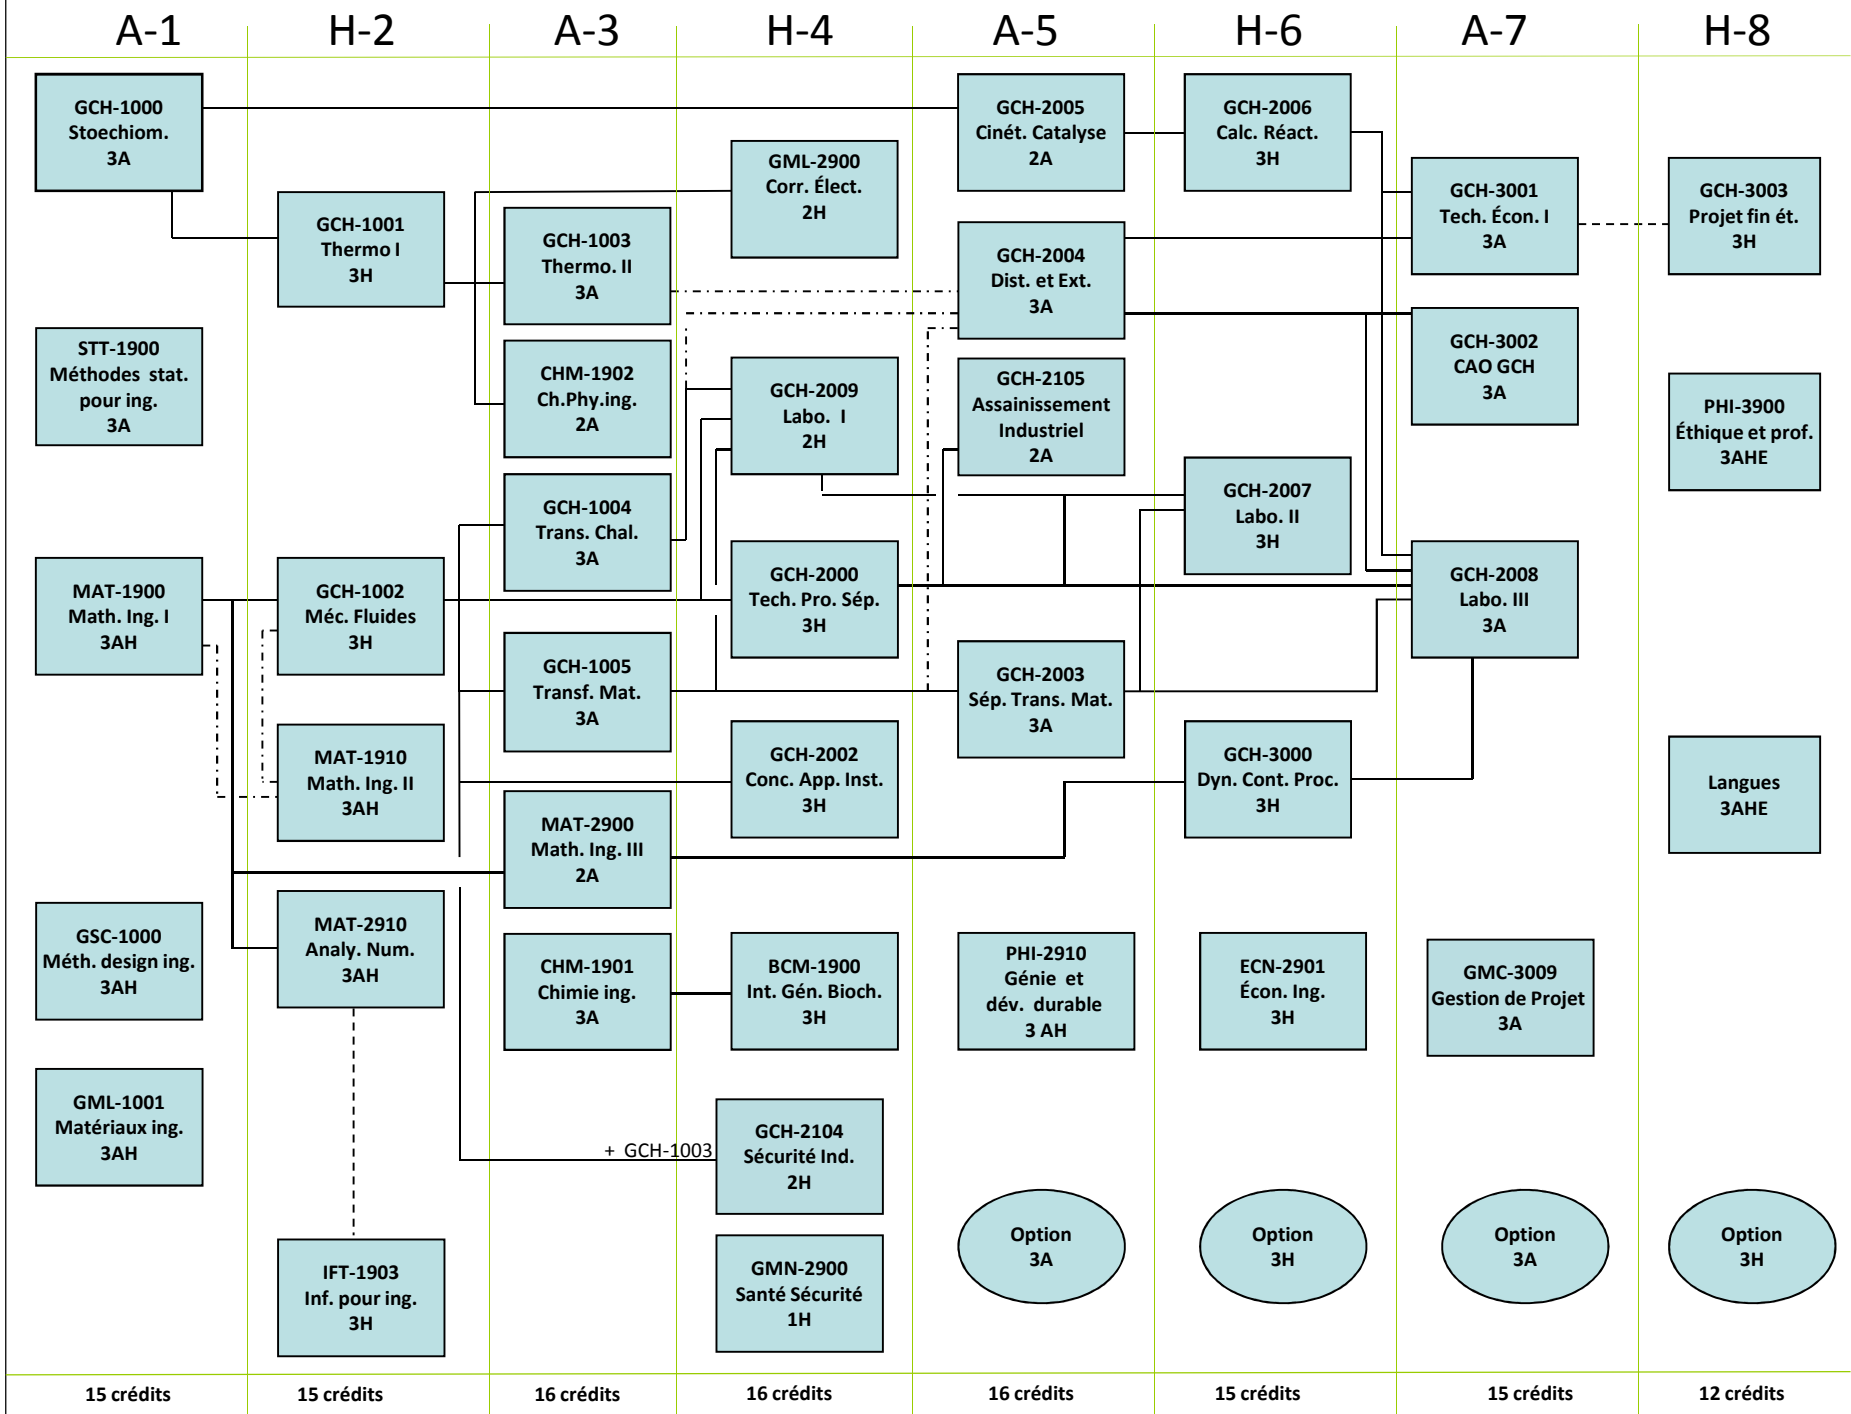 A-1
H-2
A-3
H-4
A-5
H-6
A-7
H-8
GCH-1000
Stoechiom.
3A
STT-1900
Méthodes stat.
pour ing.
3A
MAT-1900
Math. Ing. I
3AH
GSC-1000
Méth. design ing.
3AH
GML-1001
Matériaux ing.
3AH
15 crédits
GCH-1001
Thermo I
3H
GCH-1002
Méc. Fluides
3H
MAT-1910
Math. Ing. II
3AH
MAT-2910
Analy. Num.
3AH
IFT-1903
Inf. pour ing.
3H
15 crédits
GCH-1003
Thermo. II
3A
CHM-1902
Ch.Phy.ing.
2A
GCH-1004
Trans. Chal.
3A
GCH-1005
Transf. Mat.
3A
MAT-2900
Math. Ing. III
2A
CHM-1901
Chimie ing.
3A
16 crédits
GML-2900
Corr. Élect.
2H
GCH-2009
Labo. I
2H
GCH-2000
Tech. Pro. Sép.
3H
GCH-2002
Conc. App. Inst.
3H
BCM-1900
Int. Gén. Bioch.
3H
+ GCH-1003
GCH-2104
Sécurité Ind.
2H
GMN-2900
Santé Sécurité
1H
16 crédits
GCH-2005
Cinét. Catalyse
2A
GCH-2004
Dist. et Ext.
3A
GCH-2105
Assainissement
Industriel
2A
GCH-2003
Sép. Trans. Mat.
3A
PHI-2910
Génie et
dév. durable
3 AH
Option
3A
16 crédits
GCH-2006
Calc. Réact.
3H
GCH-2007
Labo. II
3H
GCH-3000
Dyn. Cont. Proc.
3H
ECN-2901
Écon. Ing.
3H
Option
3H
15 crédits
GCH-3001
Tech. Écon. I
3A
GCH-3002
CAO GCH
3A
GCH-2008
Labo. III
3A
GMC-3009
Gestion de Projet
3A
Option
3A
15 crédits
GCH-3003
Projet fin ét.
3H
PHI-3900
Éthique et prof.
3AHE
Langues
3AHE
Option
3H
12 crédits